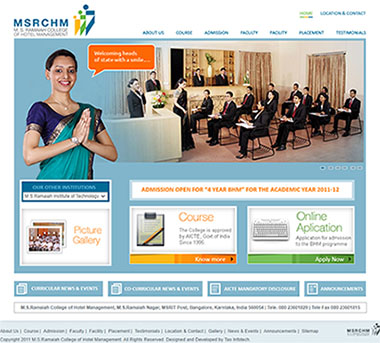 MSRCHM
M. S. RAMAIAH COLLEGE
OF HOTEL MANAGEMENT
HOME LOCATION & CONTACT
ABOUT US COURSE ADMISSION FACULTY FACILITY PLACEMENT TESTIMONIALS
Welcoming heads
of state with a smile.....
OUR OTHER INSTITUTIONS
M.S.Ramaiah Institute of Technology
ADMISSION OPEN FOR "4 YEAR BHM" FOR THE ACADEMIC YEAR 2011-12
Picture
Gallery
Course
The College is approved
by AICTE, Govt of India
Since 1995.
Know more
Online
Aplication
Application for admission
to the BHM programme
Apply Now
CURRICULAR NEWS & EVENTS
CO-CURRICULAR NEWS & EVENTS
AICTE MANDATORY DISCLOSURE
ANNOUNCEMENTS
M.S.Ramaiah College of Hotel Management, M.S.Ramaiah Nagar, MSRIT Post, Bangalore, Karnataka, India 560054 | Tele: 080 23601020 | Tele Fax 080 23601015
About Us | Course | Admission | Faculty | Facility | Placement | Testimonials | Location & Contact | Gallery | News & Events | Announcements | Sitemap
Copyright 2011 M.S.Ramaiah College of Hotel Management. All Rights Reserved. Designed and Developed by Tas Infotech.
MSRCHM